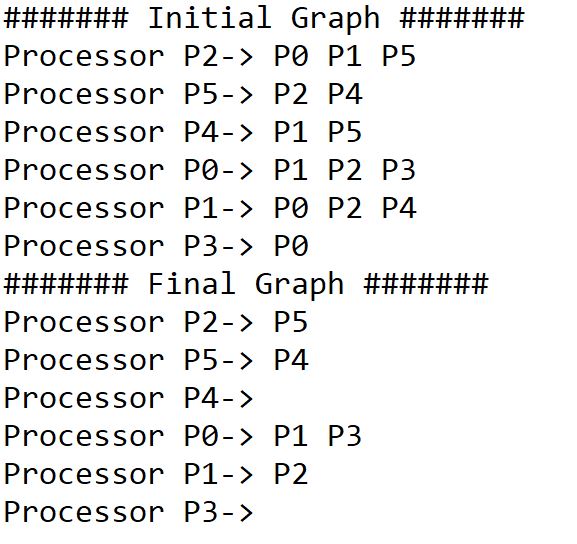 ####### Initial Graph #######
Processor P2-> P0 P1 P5
Processor P5-> P2 P4
Processor P4-> P1 P5
Processor P0-> P1 P2 P3
Processor P1-> P0 P2 P4
Processor P3-> P0
####### Final Graph #######
Processor P2-> P5
Processor P5-> P4
Processor P4->
Processor P0-> P1 P3
Processor P1-> P2
Processor P3->